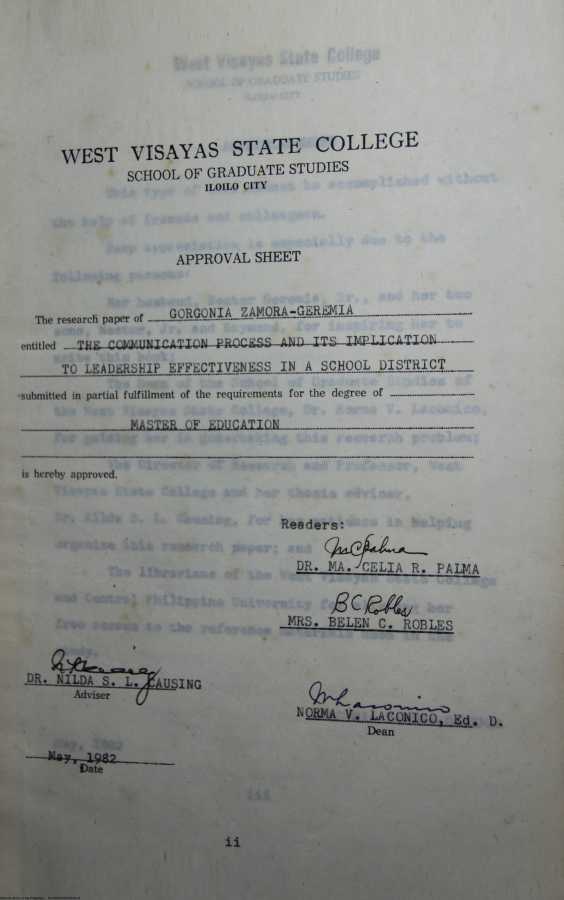 WEST VISAYAS STATE COLLEGE
SCHOOL OF GRADUATE STUDIES
ILOILO CITY
APPROVAL SHEET
The research paper of GORGONIA ZAMORA-GEREMIA
entitled THE COMMUNICATION PROCESS AND ITS IMPLICATION
TO LEADERSHIP EFFECTIVENESS IN A SCHOOL DISTRICT
submitted in partial fulfillment of the requirements for the degree of
MASTER OF EDUCATION
is hereby approved.
Readers:
MCPalma
DR. MA. CELIA R. PALMA
BCRobles
MRS. BELEN C. ROBLES
DR. NILDA S. L. CAUSING
Adviser
NORMA V. LACONICO, Ed. D.
Dean
May, 1982
Date
ii